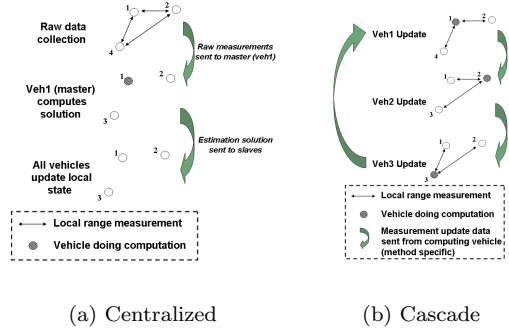 Raw data
collection
1
2
4
Raw measurements
sent to master (veh1)
Veh1 (master)
computes
solution
1
2
3
Estimation solution
sent to slaves
All vehicles
update local
state
1
2
3
Local range measurement
Vehicle doing computation
(a) Centralized
Veh1 Update
1
2
4
Veh2 Update
1
2
3
Veh3 Update
1
2
3
Local range measurement
Vehicle doing computation
Measurement update data
sent from computing vehicle
(method specific)
(b) Cascade